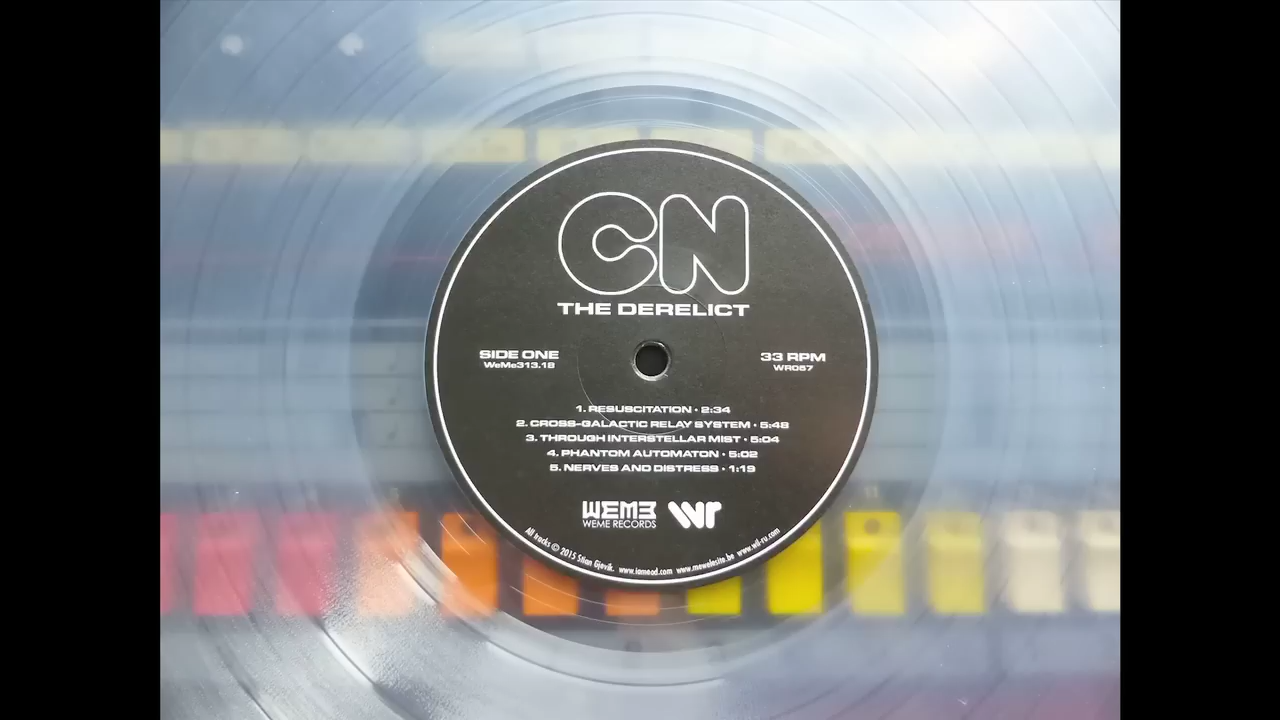 CN
THE DERELICT
SIDE ONE
WeMe313.18
33 RPM
WR057
1. RESUSCITATION • 2:34
2. CROSS-GALACTIC RELAY SYSTEM • 5:48
3. THROUGH INTERSTELLAR MIST • 5:04
4. PHANTOM AUTOMATON • 5:02
5. NERVES AND DISTRESS • 1:19
WEME
WEME RECORDS
WR
All tracks © 2015 Stian Gjevik. www.iameod.com www.mewelesite.be www.wil-ru.com